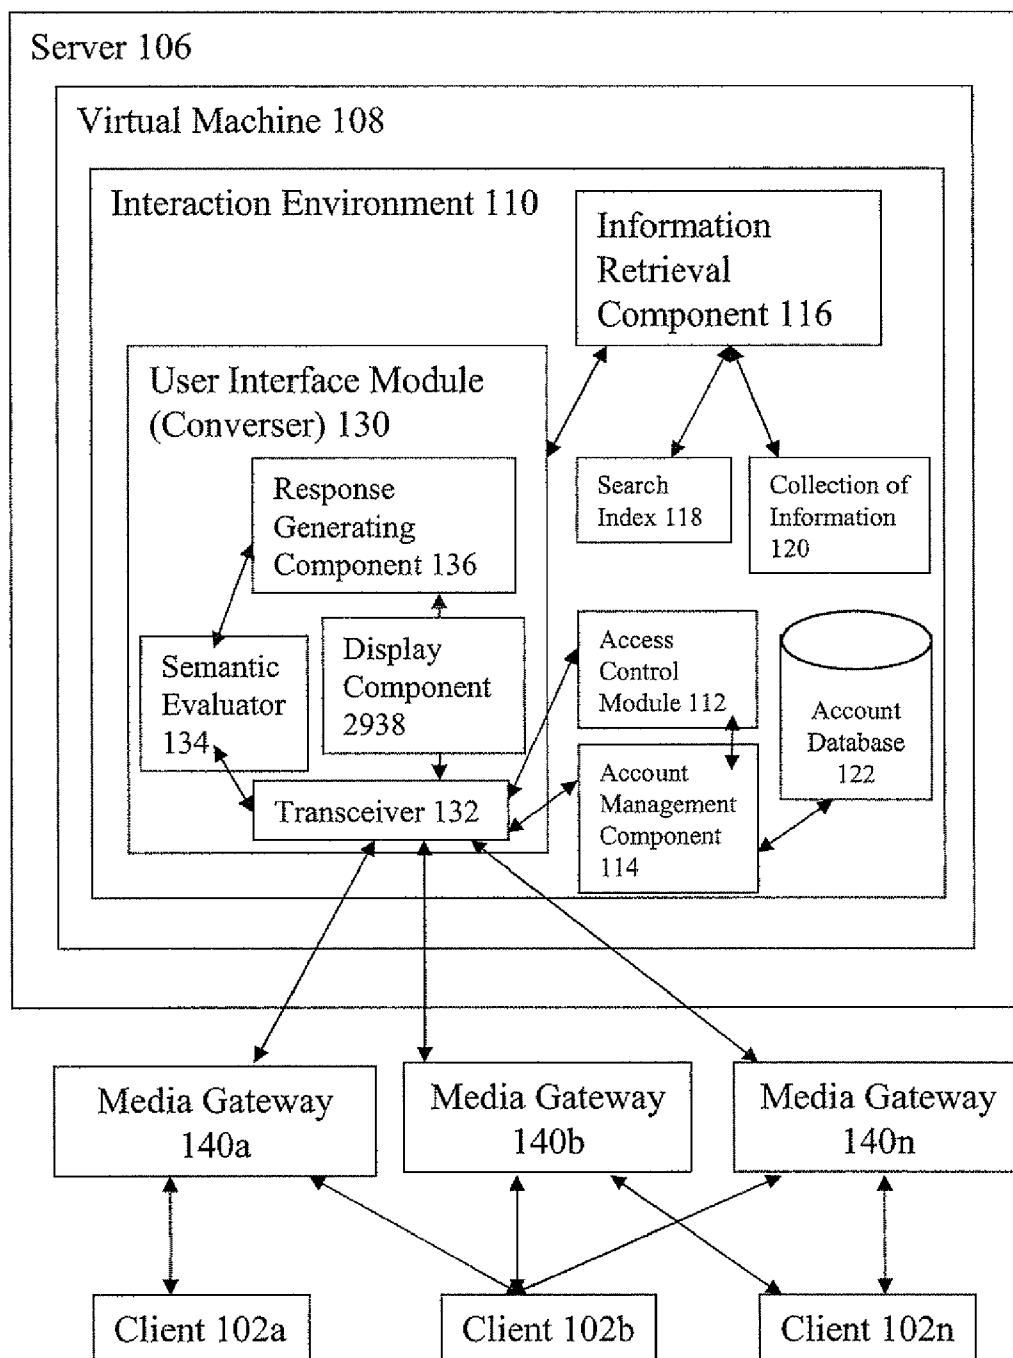 Server 106
Virtual Machine 108
Interaction Environment 110
Information
Retrieval
Component 116
User Interface Module
(Converser) 130
Response
Generating
Component 136
Search
Index 118
Collection of
Information
120
Semantic
Evaluator
134
Display
Component
2938
Access
Control
Module 112
Account
Database
122
Transceiver 132
Account
Management
Component
114
Media Gateway
140a
Media Gateway
140b
Media Gateway
140n
Client 102a
Client 102b
Client 102n